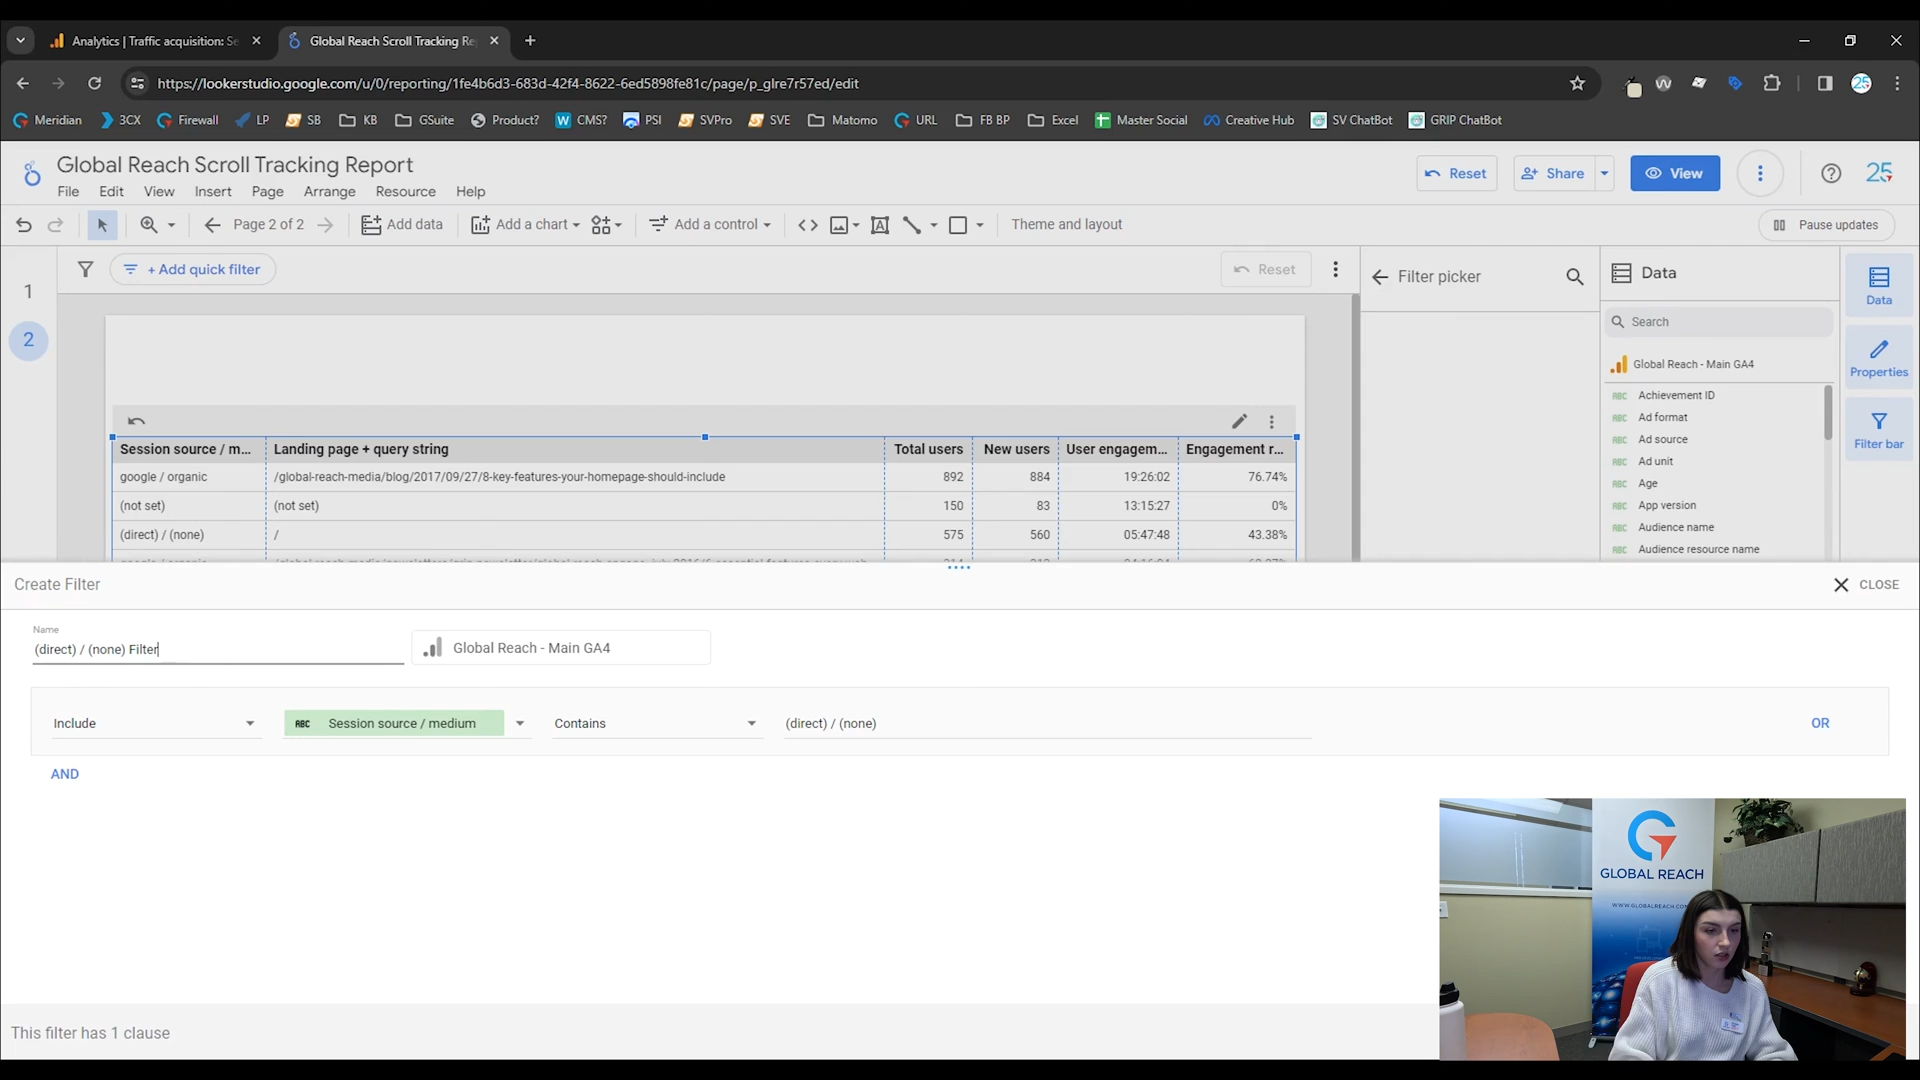 Analytics | Traffic acquisition: Se
Global Reach Scroll Tracking Re
https://lookerstudio.google.com/u/0/reporting/1fe4b6d3-683d-42f4-8622-6ed5898fe81c/page/p_glre7r57ed/edit
Meridian 3CX Firewall LP SB KB GSuite Product? CMS? PSI SVPro SVE Matomo URL FB BP Excel Master Social Creative Hub SV ChatBot GRIP ChatBot
Global Reach Scroll Tracking Report
File Edit View Insert Page Arrange Resource Help
Reset Share View 25
Page 2 of 2 Add data Add a chart Add a control Theme and layout Pause updates
1
2
+ Add quick filter Reset
Filter picker
Data
Search
Global Reach - Main GA4
ABC Achievement ID
ABC Ad format
ABC Ad source
ABC Ad unit
ABC Age
ABC App version
ABC Audience name
ABC Audience resource name
Data
Properties
Filter bar
Session source / m... Landing page + query string Total users New users User engagem... Engagement r...
google / organic /global-reach-media/blog/2017/09/27/8-key-features-your-homepage-should-include 892 884 19:26:02 76.74%
(not set) (not set) 150 83 13:15:27 0%
(direct) / (none) / 575 560 05:47:48 43.38%
Create Filter
CLOSE
Name
(direct) / (none) Filter
Global Reach - Main GA4
Include ABC Session source / medium Contains (direct) / (none) OR
AND
This filter has 1 clause
GLOBAL REACH